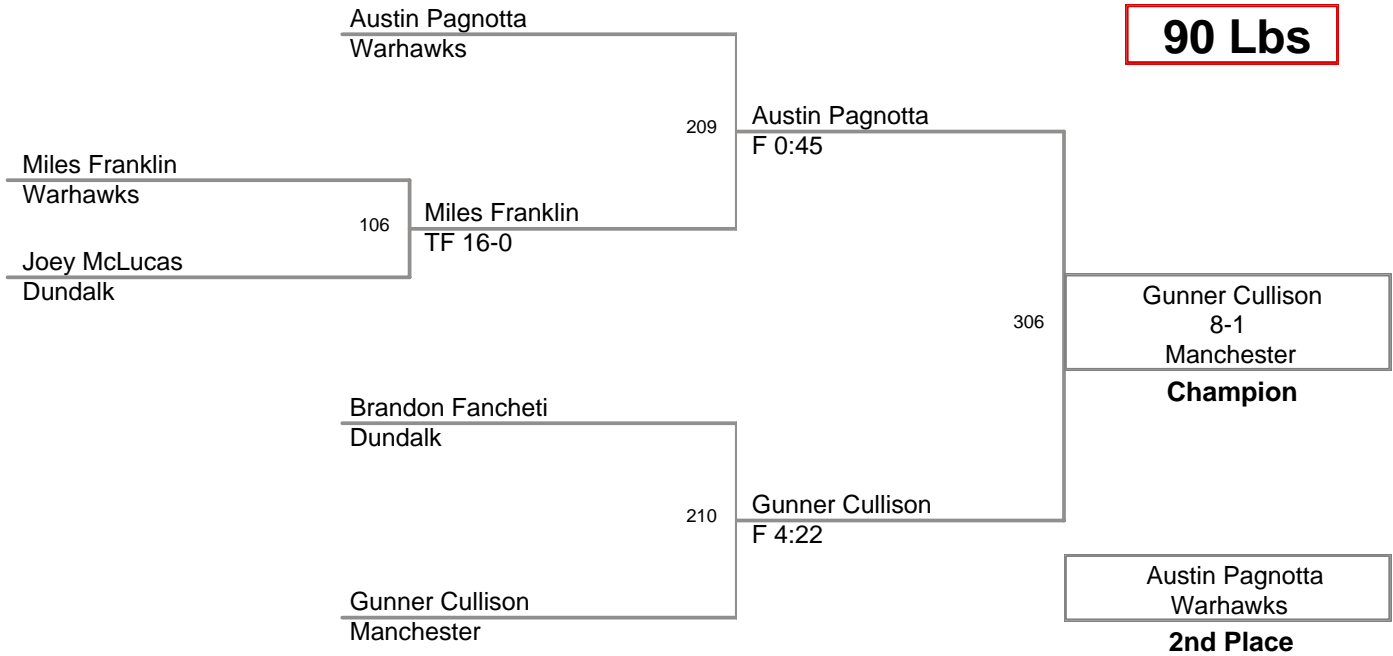 90 Lbs
Austin Pagnotta
Warhawks
209
Austin Pagnotta
F 0:45
Miles Franklin
Warhawks
106
Miles Franklin
TF 16-0
Joey McLucas
Dundalk
306
Gunner Cullison
8-1
Manchester
Champion
Brandon Fancheti
Dundalk
210
Gunner Cullison
F 4:22
Gunner Cullison
Manchester
Austin Pagnotta
Warhawks
2nd Place